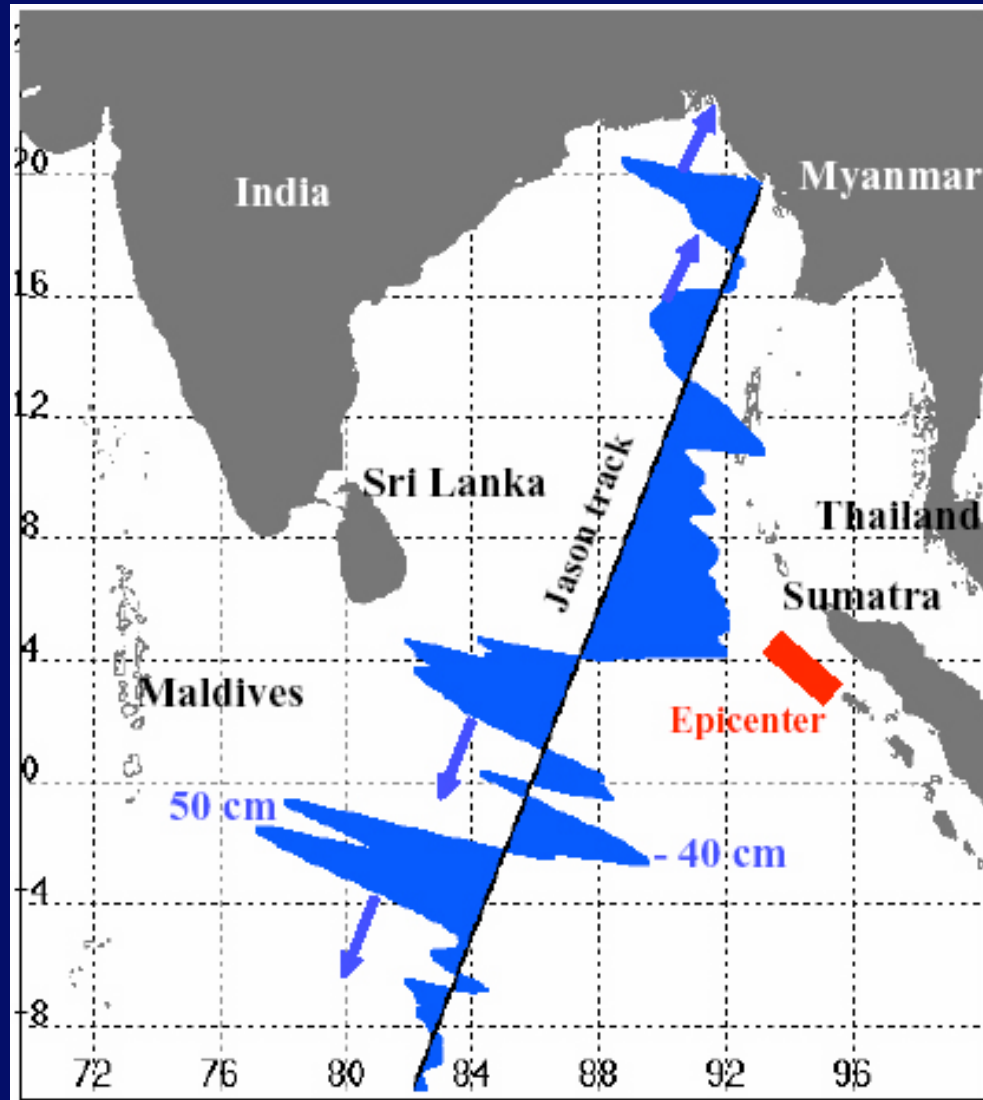 20
India
Myanmar
16
12
Sri Lanka
Jason track
8
Thailand
Sumatra
4
Maldives
Epicenter
0
50 cm
- 40 cm
-4
-8
72 76 80 84 88 92 96